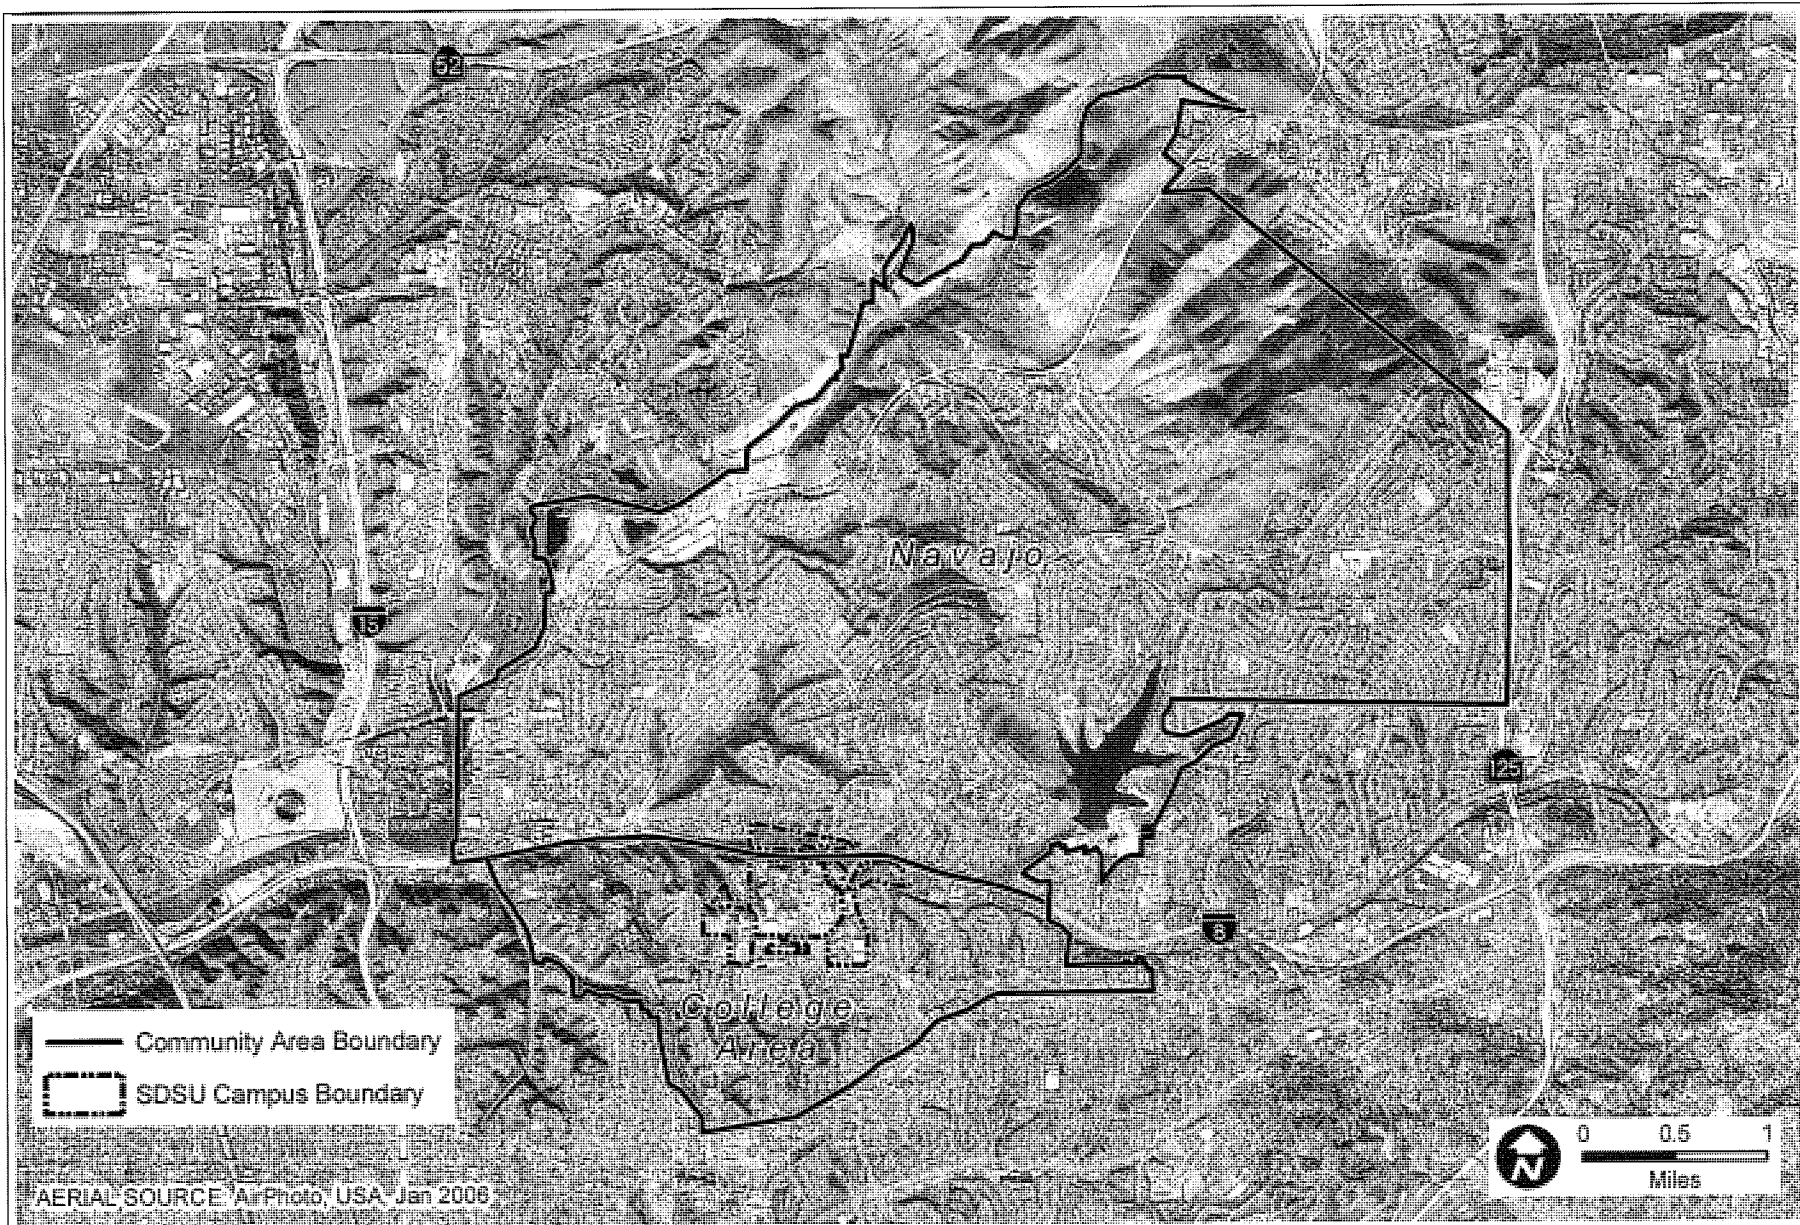 52
Navajo
15
125
8
College
Area
Community Area Boundary
SDSU Campus Boundary
0 0.5 1
N
Miles
AERIAL SOURCE: AirPhoto, USA, Jan 2006